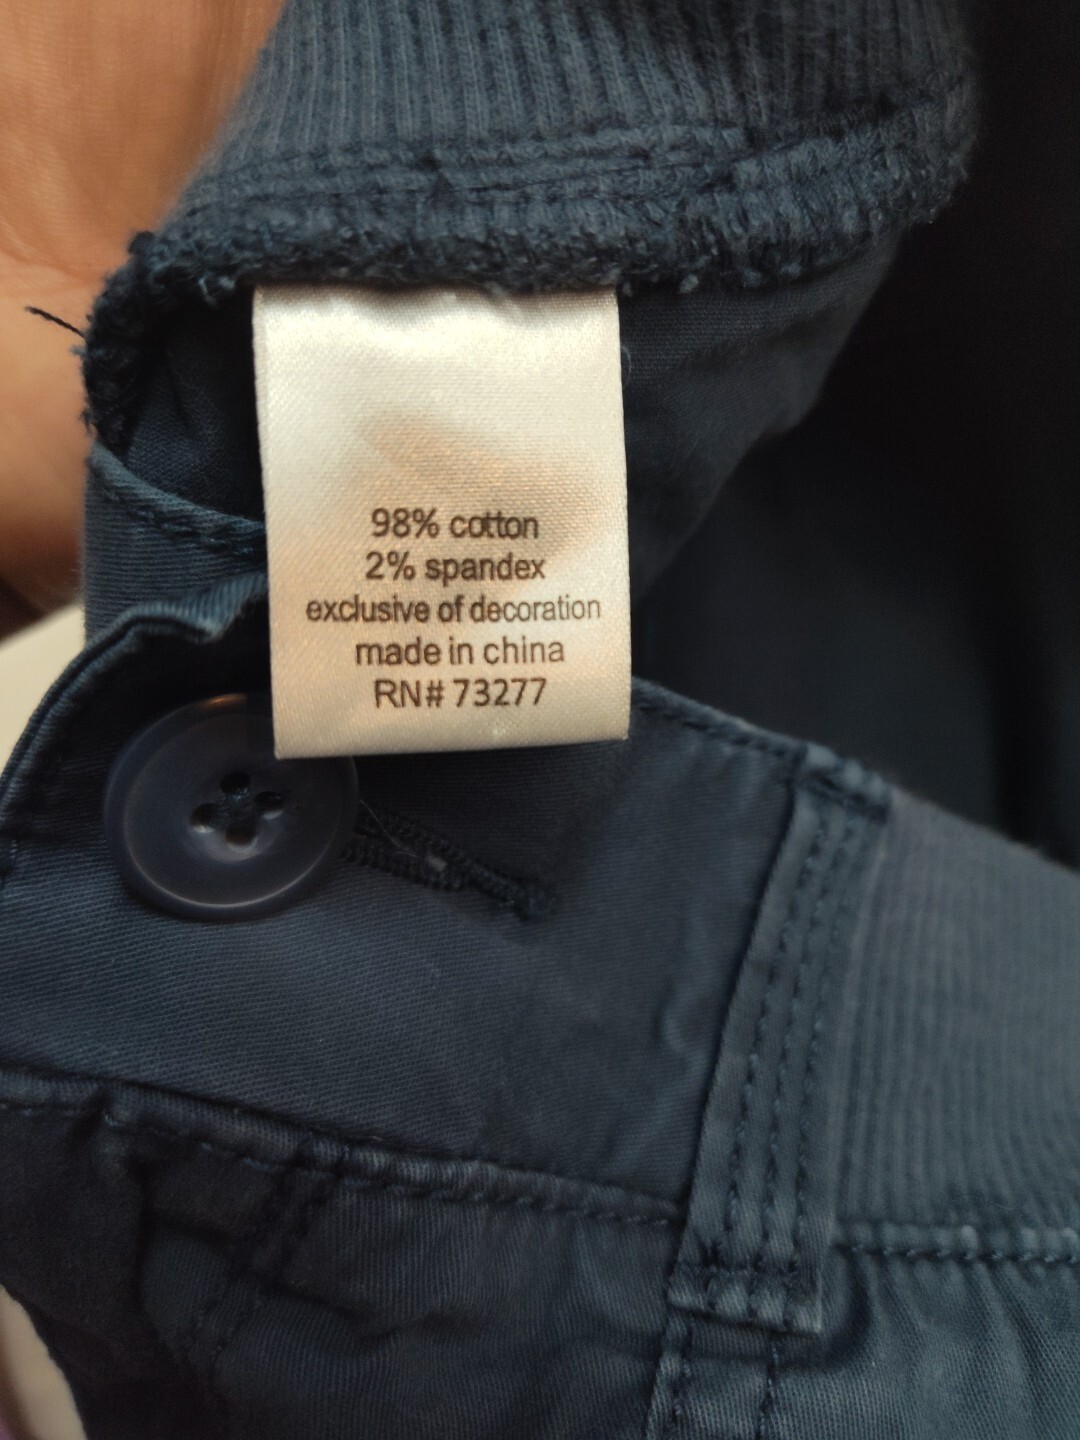 98% cotton
2% spandex
exclusive of decoration
made in china
RN# 73277